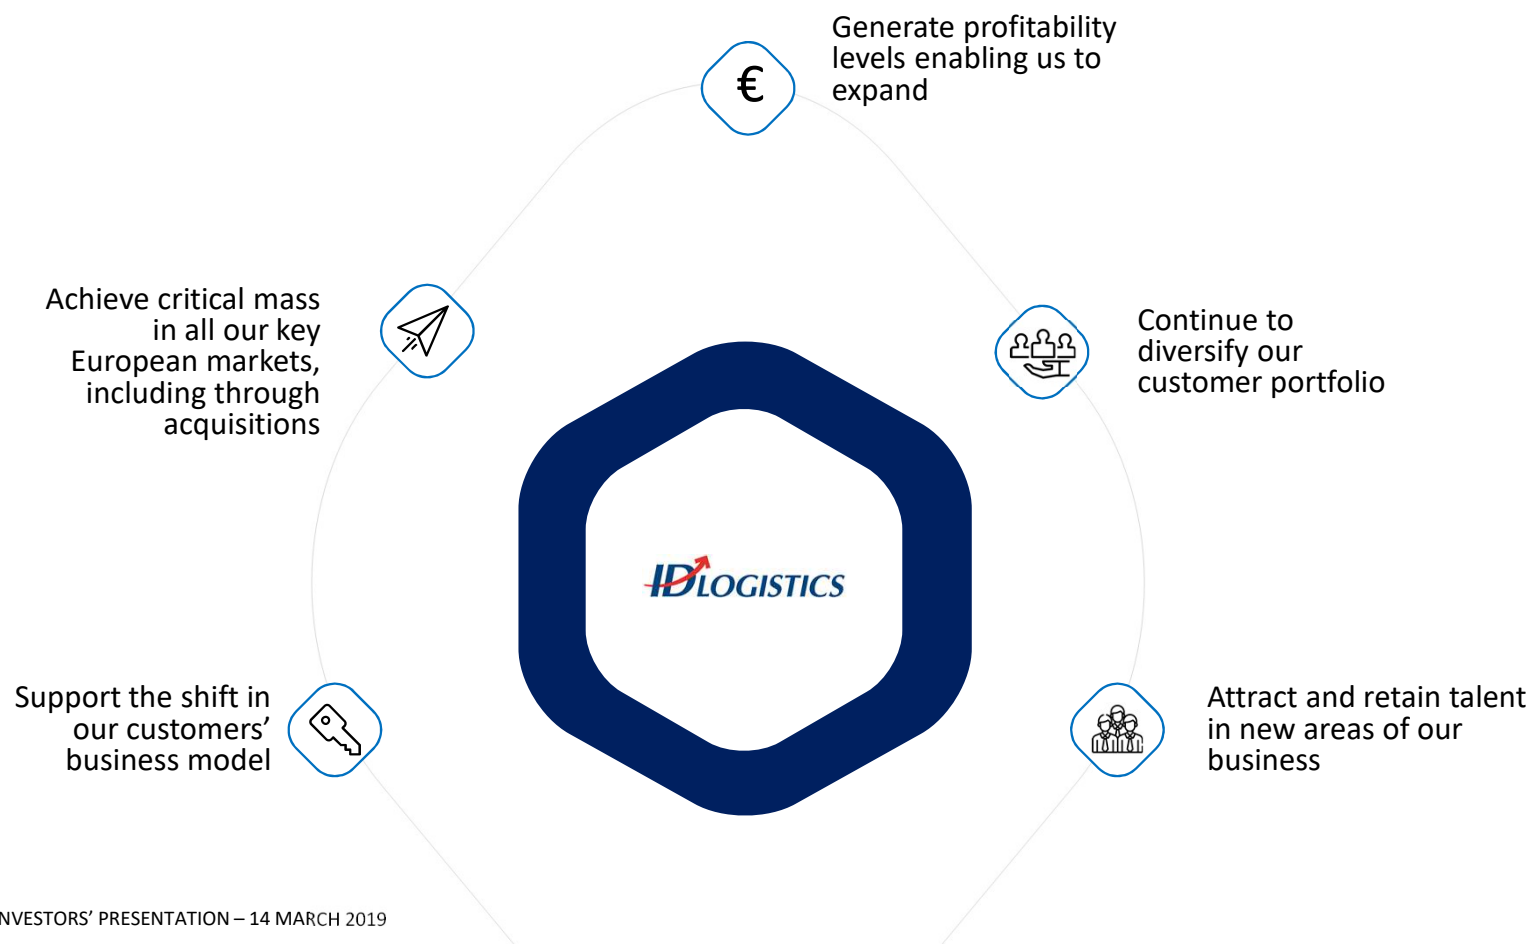 Generate profitability
levels enabling us to
expand
€
Achieve critical mass
in all our key
European markets,
including through
acquisitions
Continue to
diversify our
customer portfolio
ID LOGISTICS
Support the shift in
our customers’
business model
Attract and retain talent
in new areas of our
business
NVESTORS’ PRESENTATION – 14 MARCH 2019